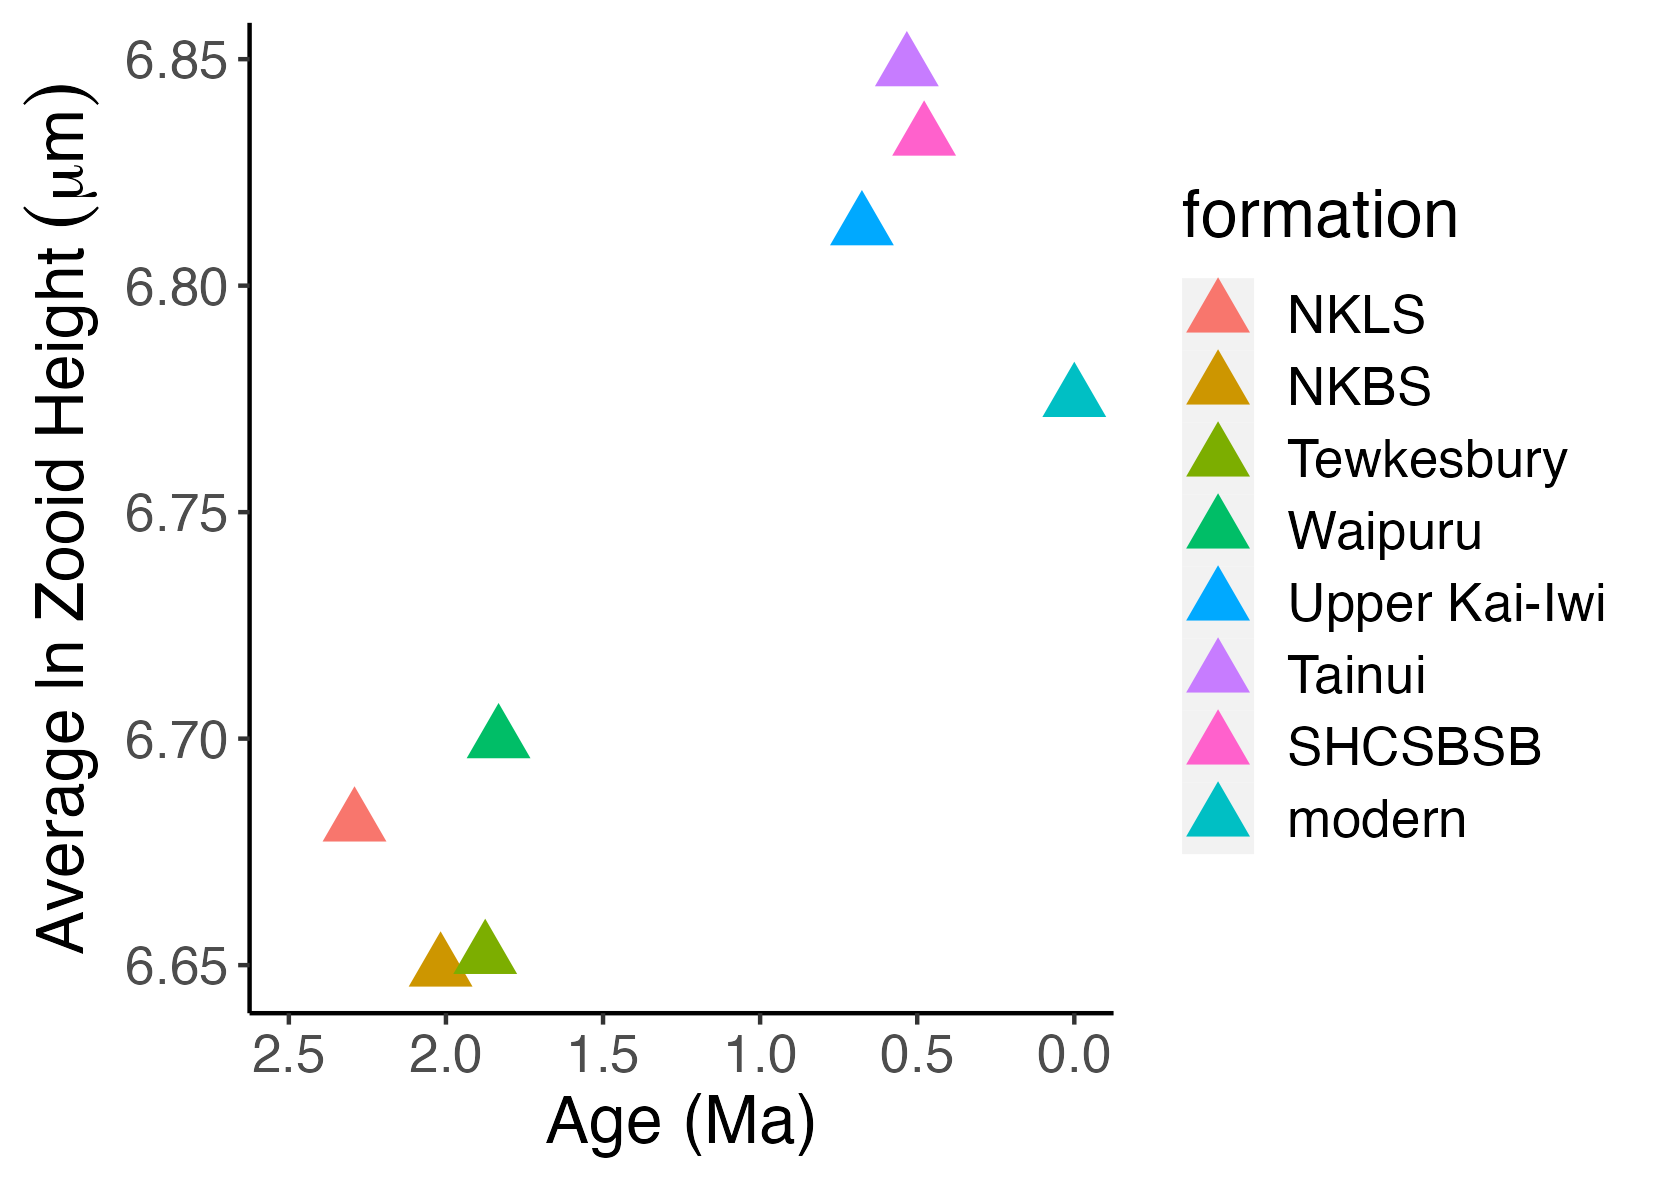 Average ln Zooid Height (μm)
6.85
6.80
6.75
6.70
6.65
2.5 2.0 1.5 1.0 0.5 0.0
Age (Ma)
formation
NKLS
NKBS
Tewkesbury
Waipuru
Upper Kai-Iwi
Tainui
SHCSBSB
modern